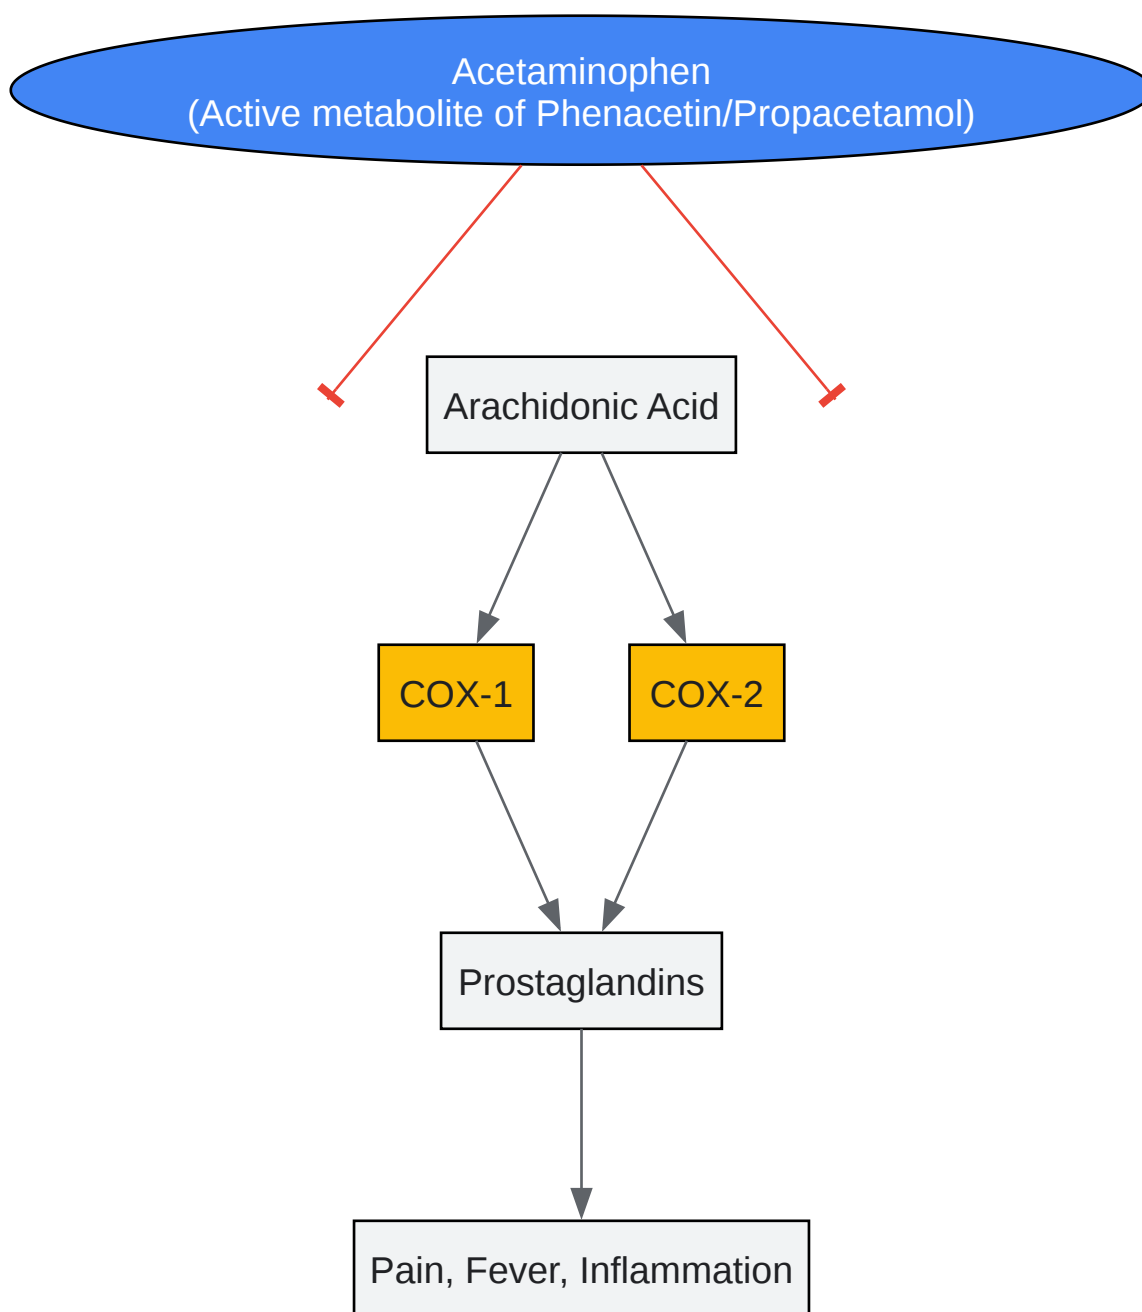 Acetaminophen
(Active metabolite of Phenacetin/Propacetamol)
Arachidonic Acid
COX-1
COX-2
Prostaglandins
Pain, Fever, Inflammation